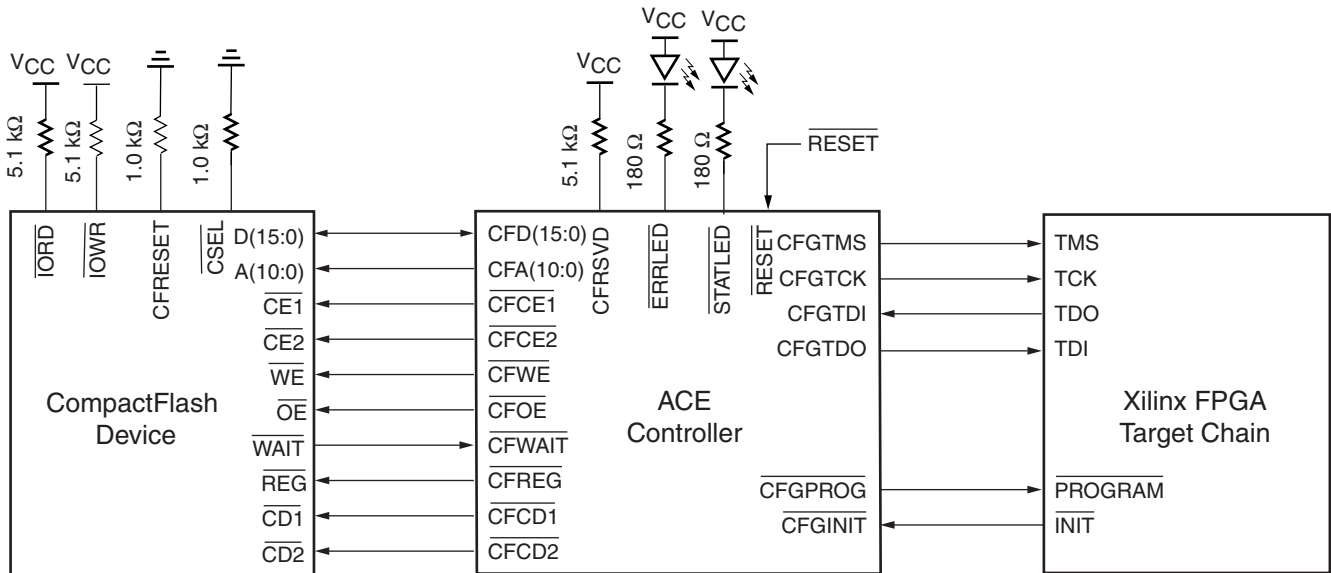 VCC
VCC
VCC
VCC
VCC
5.1 kΩ
5.1 kΩ
1.0 kΩ
1.0 kΩ
5.1 kΩ
180 Ω
180 Ω
RESET
IORD
IOWR
CFRESET
CSEL
D(15:0)
A(10:0)
CE1
CE2
WE
OE
WAIT
REG
CD1
CD2
CompactFlash
Device
CFD(15:0)
CFA(10:0)
CFCE1
CFCE2
CFWE
CFOE
CFWAIT
CFREG
CFCD1
CFCD2
CFRSVD
ERRLED
STATLED
RESET
ACE
Controller
CFGTMS
CFGTCK
CFGTDI
CFGTDO
CFGPROG
CFGINIT
TMS
TCK
TDO
TDI
Xilinx FPGA
Target Chain
PROGRAM
INIT